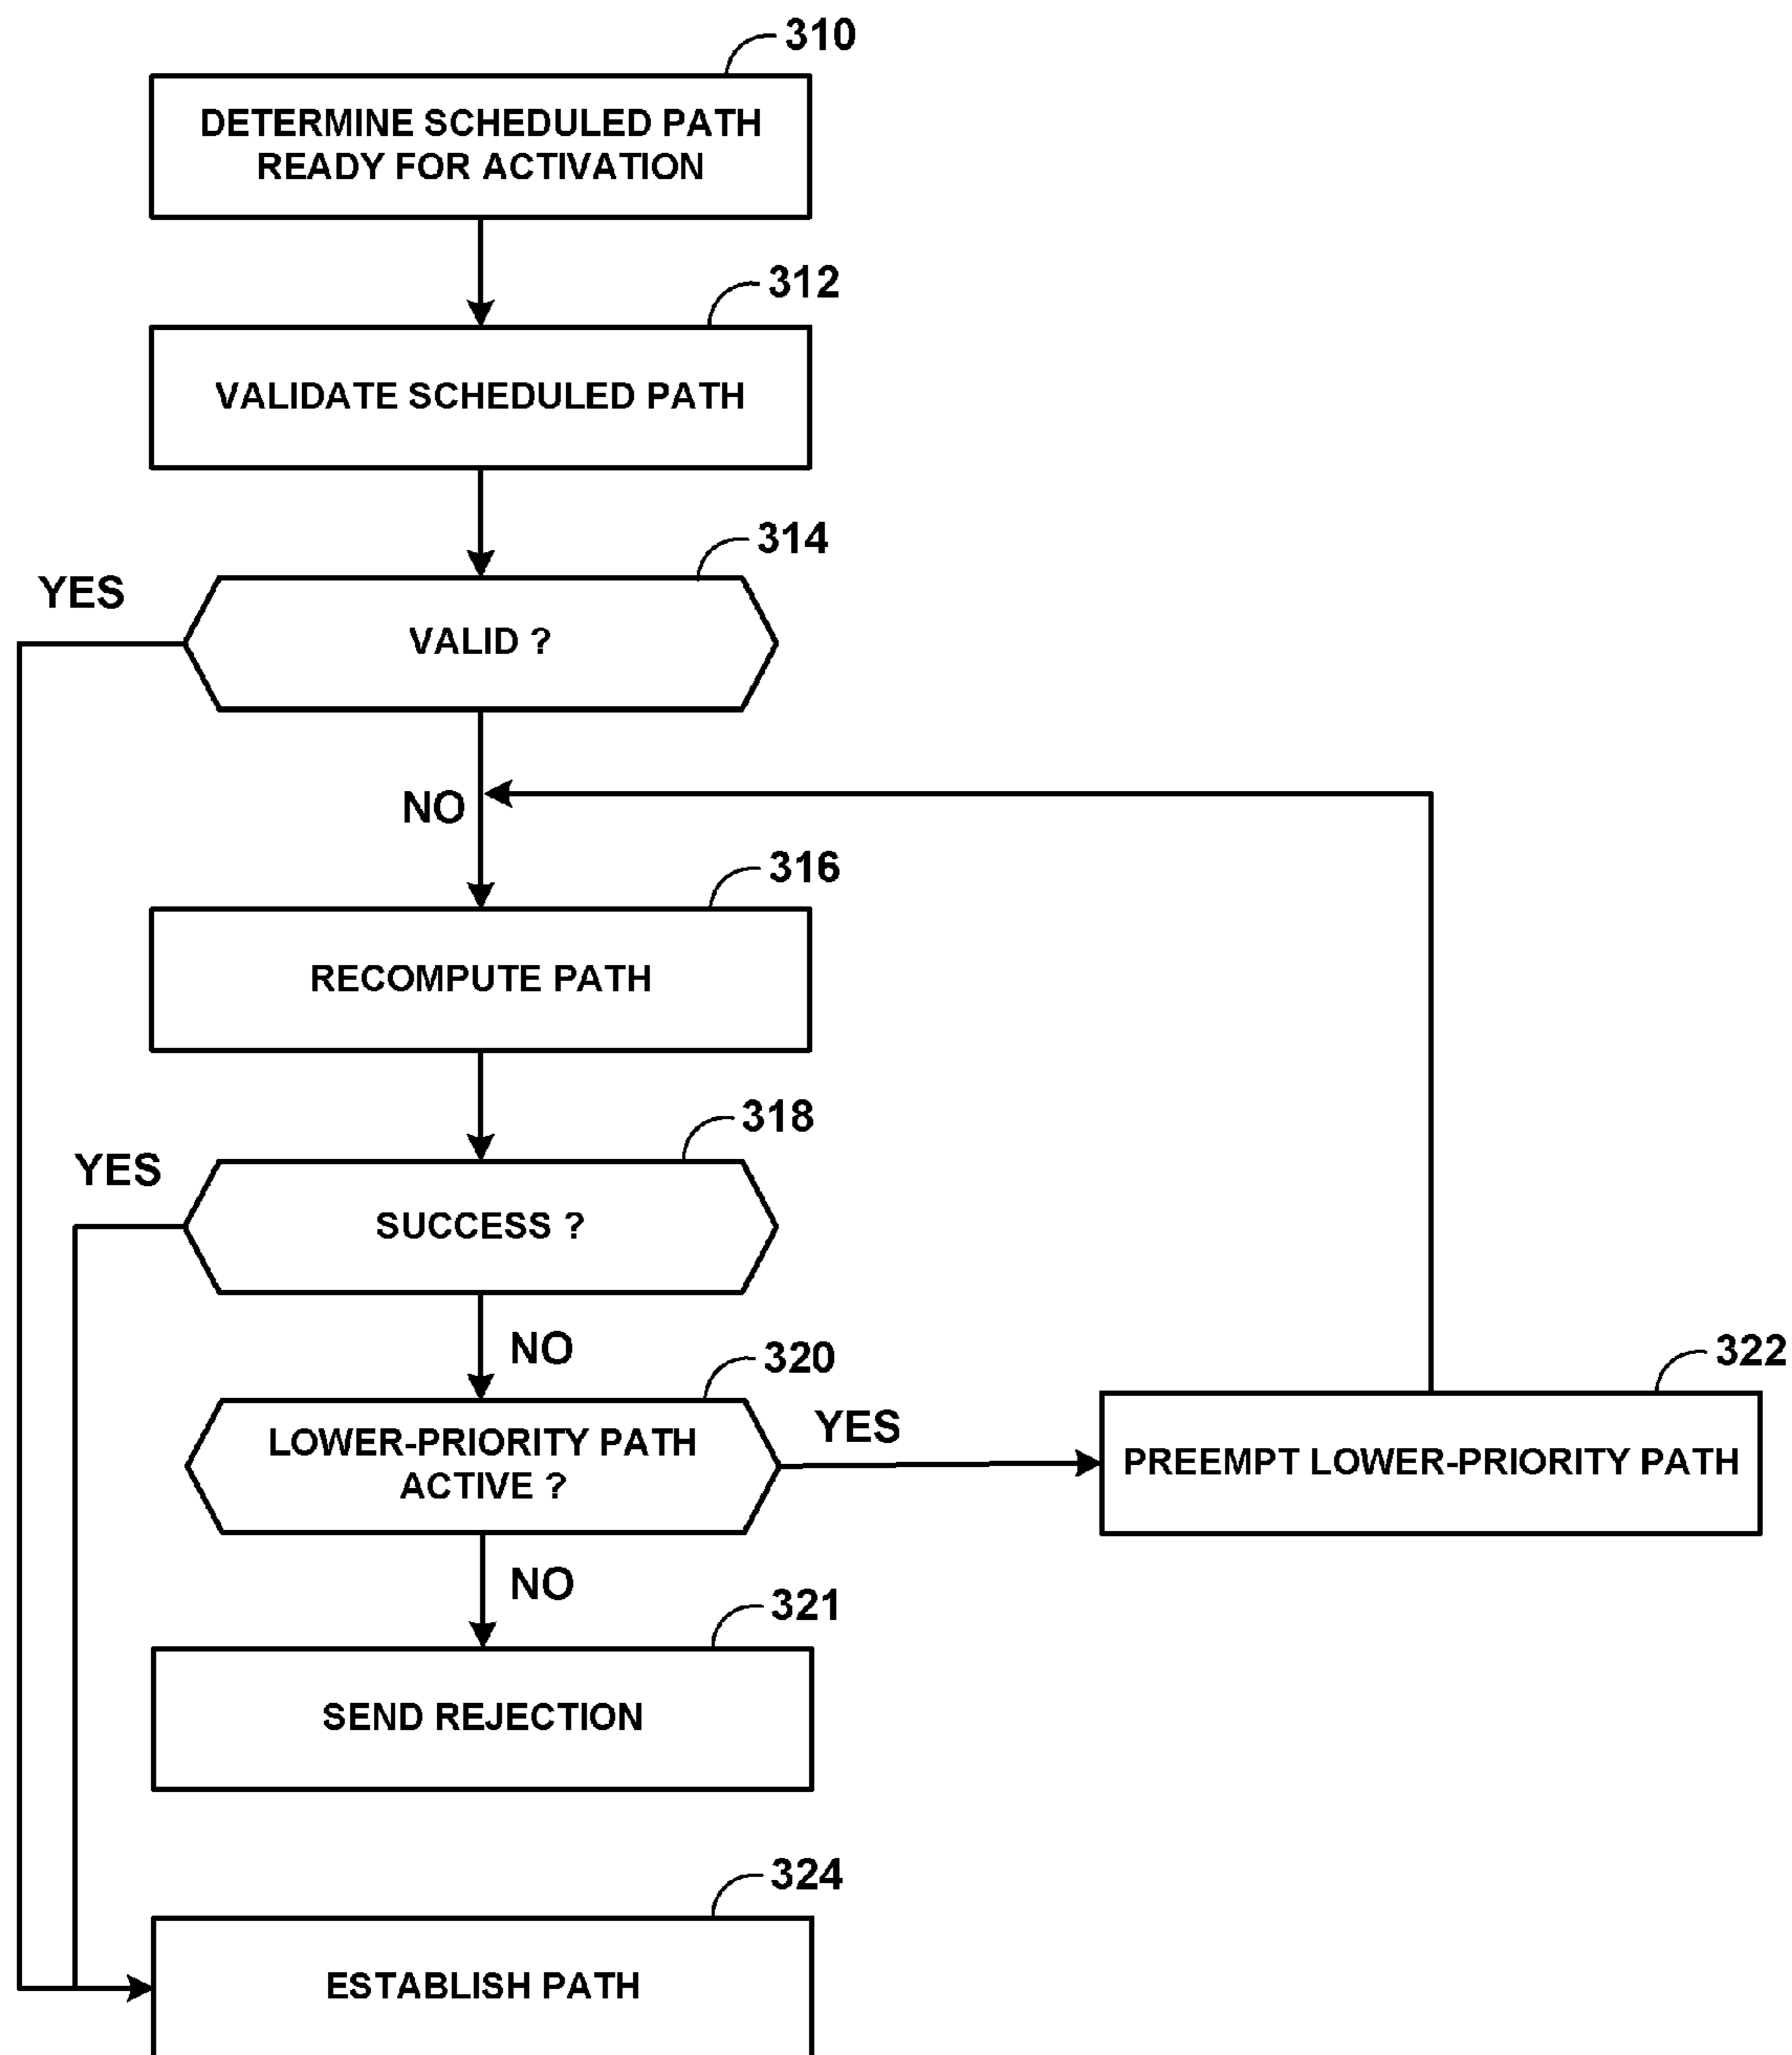 310
DETERMINE SCHEDULED PATH
READY FOR ACTIVATION
312
VALIDATE SCHEDULED PATH
314
YES
VALID ?
NO
316
RECOMPUTE PATH
318
YES
SUCCESS ?
NO
320
LOWER-PRIORITY PATH
ACTIVE ?
YES
322
PREEMPT LOWER-PRIORITY PATH
NO
321
SEND REJECTION
324
ESTABLISH PATH